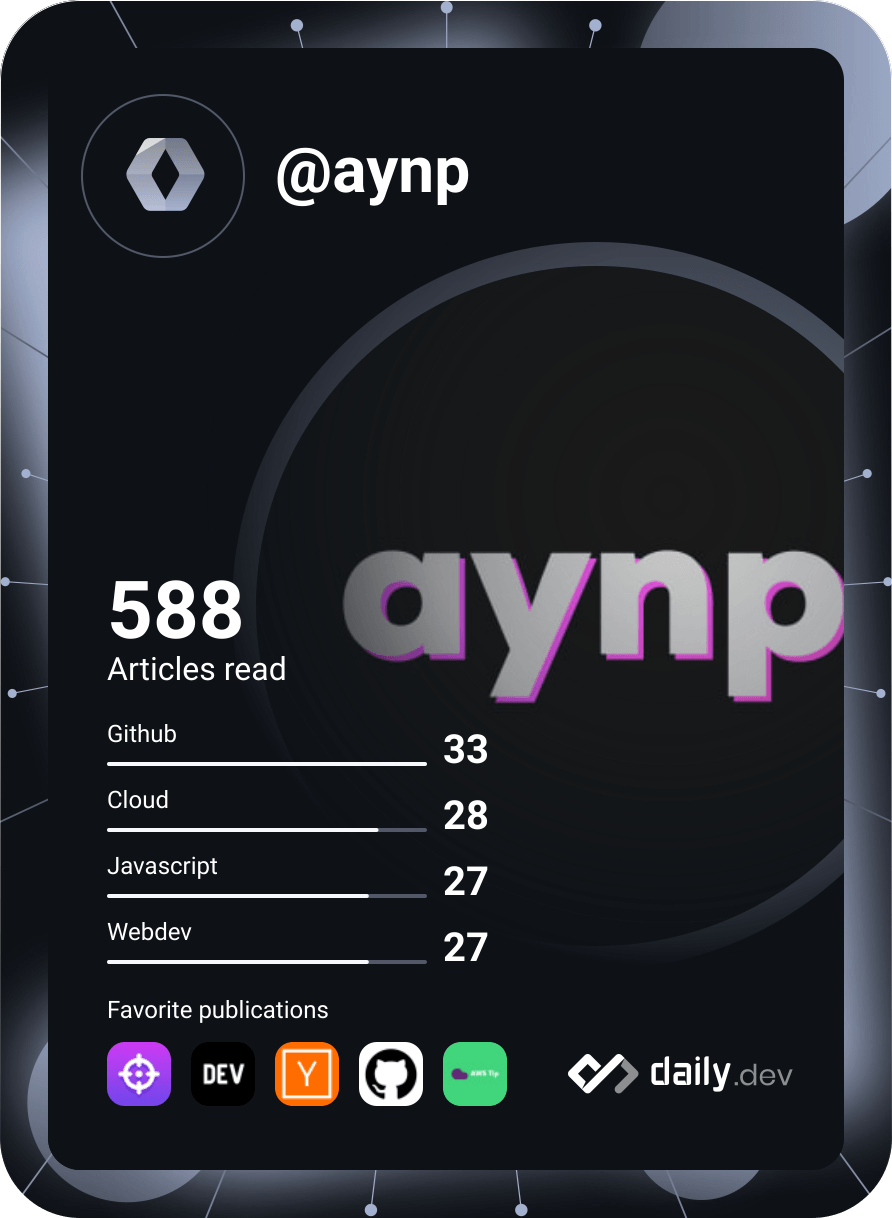 @aynp
aynp
588
Articles read
Github
33
Cloud
28
Javascript
27
Webdev
27
Favorite publications
DEV
Y
AWS Tip
daily.dev